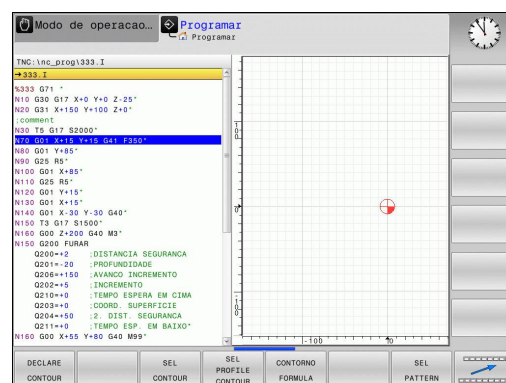 Modo de operacao...
Programar
Programar
TNC:\nc_prog\333.I
→333.I
%333 G71 *
N10 G30 G17 X+0 Y+0 Z-25*
N20 G31 X+150 Y+100 Z+0*
;comment
N30 T5 G17 S2000*
N70 G01 X+15 Y+15 G41 F350*
N80 G01 Y+85*
N90 G25 R5*
N100 G01 X+85*
N110 G25 R5*
N120 G01 Y+15*
N130 G01 X+15*
N140 G01 X-30 Y-30 G40*
N150 T3 G17 S1500*
N160 G00 Z+200 G40 M3*
N150 G200 FURAR
Q200=+2 ;DISTANCIA SEGURANCA
Q201=-20 ;PROFUNDIDADE
Q206=+150 ;AVANCO INCREMENTO
Q202=+5 ;INCREMENTO
Q210=+0 ;TEMPO ESPERA EM CIMA
Q203=+0 ;COORD. SUPERFICIE
Q204=+50 ;2. DIST. SEGURANCA
Q211=+0 ;TEMPO ESP. EM BAIXO*
N160 G00 X+55 Y+80 G40 M99*
100
0
-100
-100
0
DECLARE CONTOUR
SEL CONTOUR
SEL PROFILE CONTOUR
CONTORNO FORMULA
SEL PATTERN